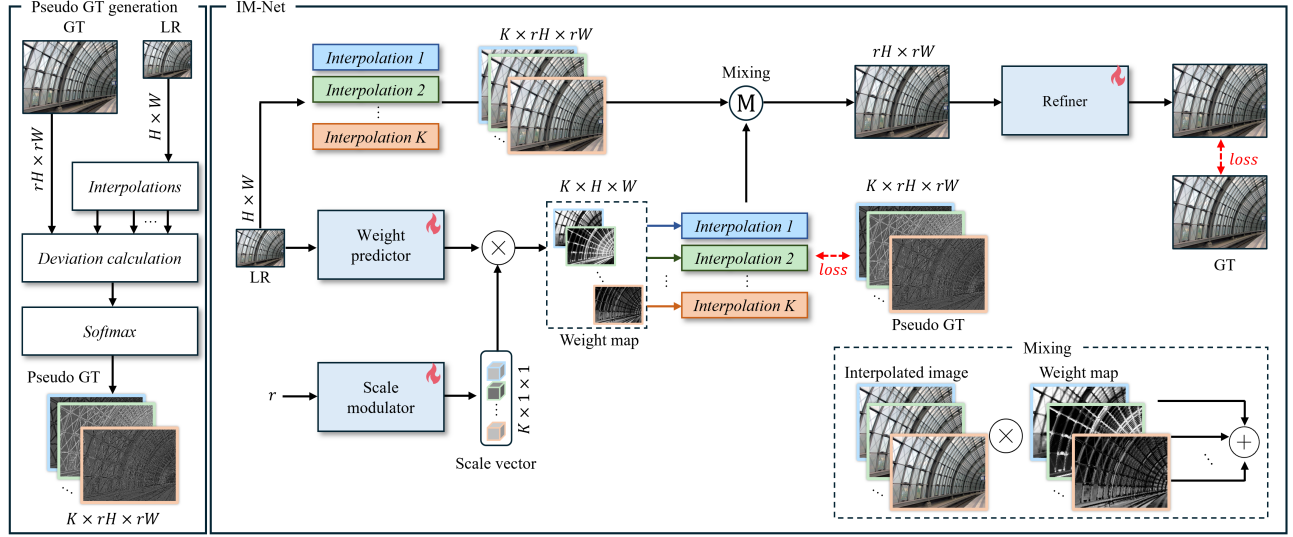 Pseudo GT generation
GT
LR
rH × rW
H × W
Interpolations
...
Deviation calculation
Softmax
Pseudo GT
...
K × rH × rW
IM-Net
Interpolation 1
Interpolation 2
...
Interpolation K
K × rH × rW
...
Mixing
M
rH × rW
Refiner
loss
GT
H × W
LR
Weight
predictor
×
K × H × W
...
Weight map
Interpolation 1
Interpolation 2
...
...
Interpolation K
loss
K × rH × rW
...
Pseudo GT
r
Scale
modulator
...
K × 1 × 1
Scale vector
Mixing
Interpolated image
Weight map
...
×
...
...
+